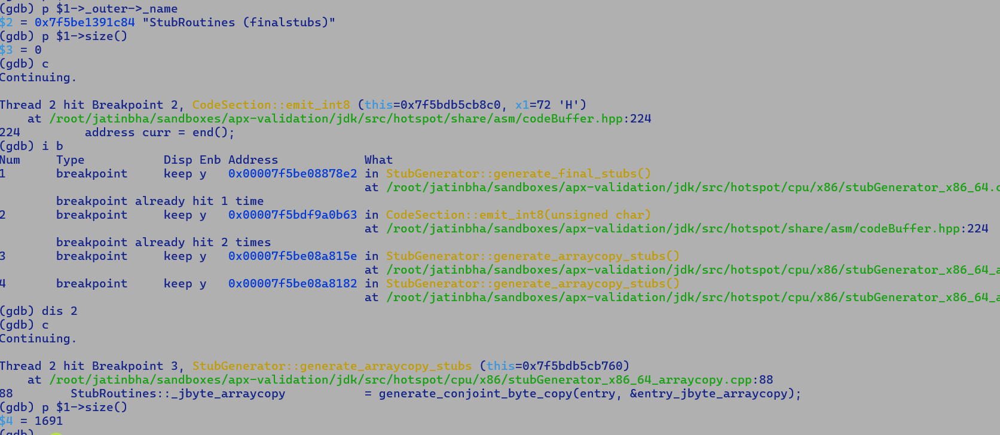 (gdb) p $1->_outer->_name
$2 = 0x7f5be1391c84 "StubRoutines (finalstubs)"
(gdb) p $1->size()
$3 = 0
(gdb) c
Continuing.
Thread 2 hit Breakpoint 2, CodeSection::emit_int8 (this=0x7f5bdb5cb8c0, x1=72 'H')
    at /root/jatinbha/sandboxes/apx-validation/jdk/src/hotspot/share/asm/codeBuffer.hpp:224
224         address curr = end();
(gdb) i b
Num     Type           Disp Enb Address            What
1       breakpoint     keep y   0x00007f5be08878e2 in StubGenerator::generate_final_stubs()
                                                   at /root/jatinbha/sandboxes/apx-validation/jdk/src/hotspot/cpu/x86/stubGenerator_x86_64.c
        breakpoint already hit 1 time
2       breakpoint     keep y   0x00007f5bdf9a0b63 in CodeSection::emit_int8(unsigned char)
                                                   at /root/jatinbha/sandboxes/apx-validation/jdk/src/hotspot/share/asm/codeBuffer.hpp:224
        breakpoint already hit 2 times
3       breakpoint     keep y   0x00007f5be08a815e in StubGenerator::generate_arraycopy_stubs()
                                                   at /root/jatinbha/sandboxes/apx-validation/jdk/src/hotspot/cpu/x86/stubGenerator_x86_64_a
4       breakpoint     keep y   0x00007f5be08a8182 in StubGenerator::generate_arraycopy_stubs()
                                                   at /root/jatinbha/sandboxes/apx-validation/jdk/src/hotspot/cpu/x86/stubGenerator_x86_64_a
(gdb) dis 2
(gdb) c
Continuing.
Thread 2 hit Breakpoint 3, StubGenerator::generate_arraycopy_stubs (this=0x7f5bdb5cb760)
    at /root/jatinbha/sandboxes/apx-validation/jdk/src/hotspot/cpu/x86/stubGenerator_x86_64_arraycopy.cpp:88
88        StubRoutines::_jbyte_arraycopy           = generate_conjoint_byte_copy(entry, &entry_jbyte_arraycopy);
(gdb) p $1->size()
$4 = 1691
(gdb)